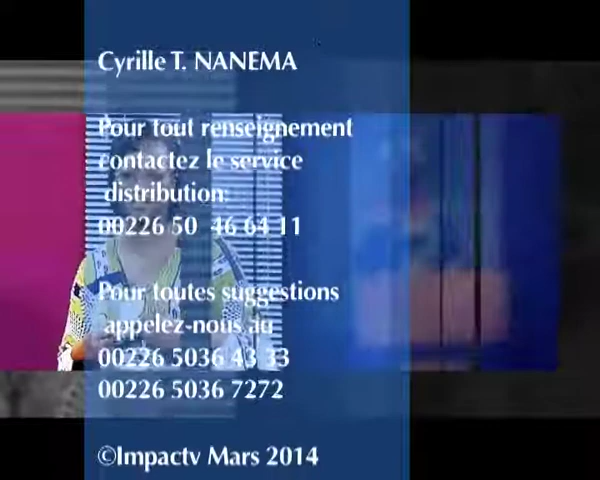 Cyrille T. NANEMA
Pour tout renseignement
contactez le service
distribution:
00226 50 46 64 11
Pour toutes suggestions
appelez-nous au
00226 5036 43 33
00226 5036 7272
©Impactv Mars 2014